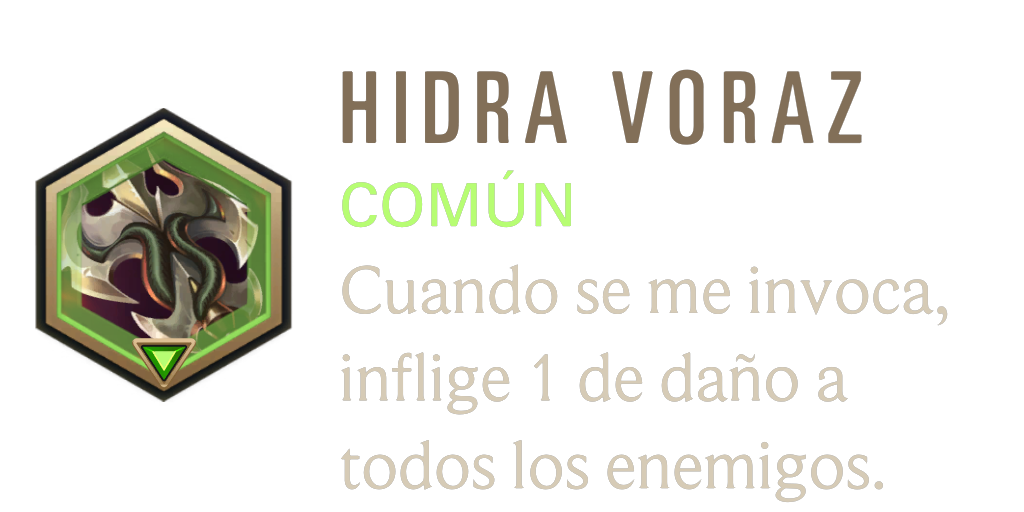 HIDRA VORAZ
COMÚN
Cuando se me invoca,
inflige 1 de daño a
todos los enemigos.